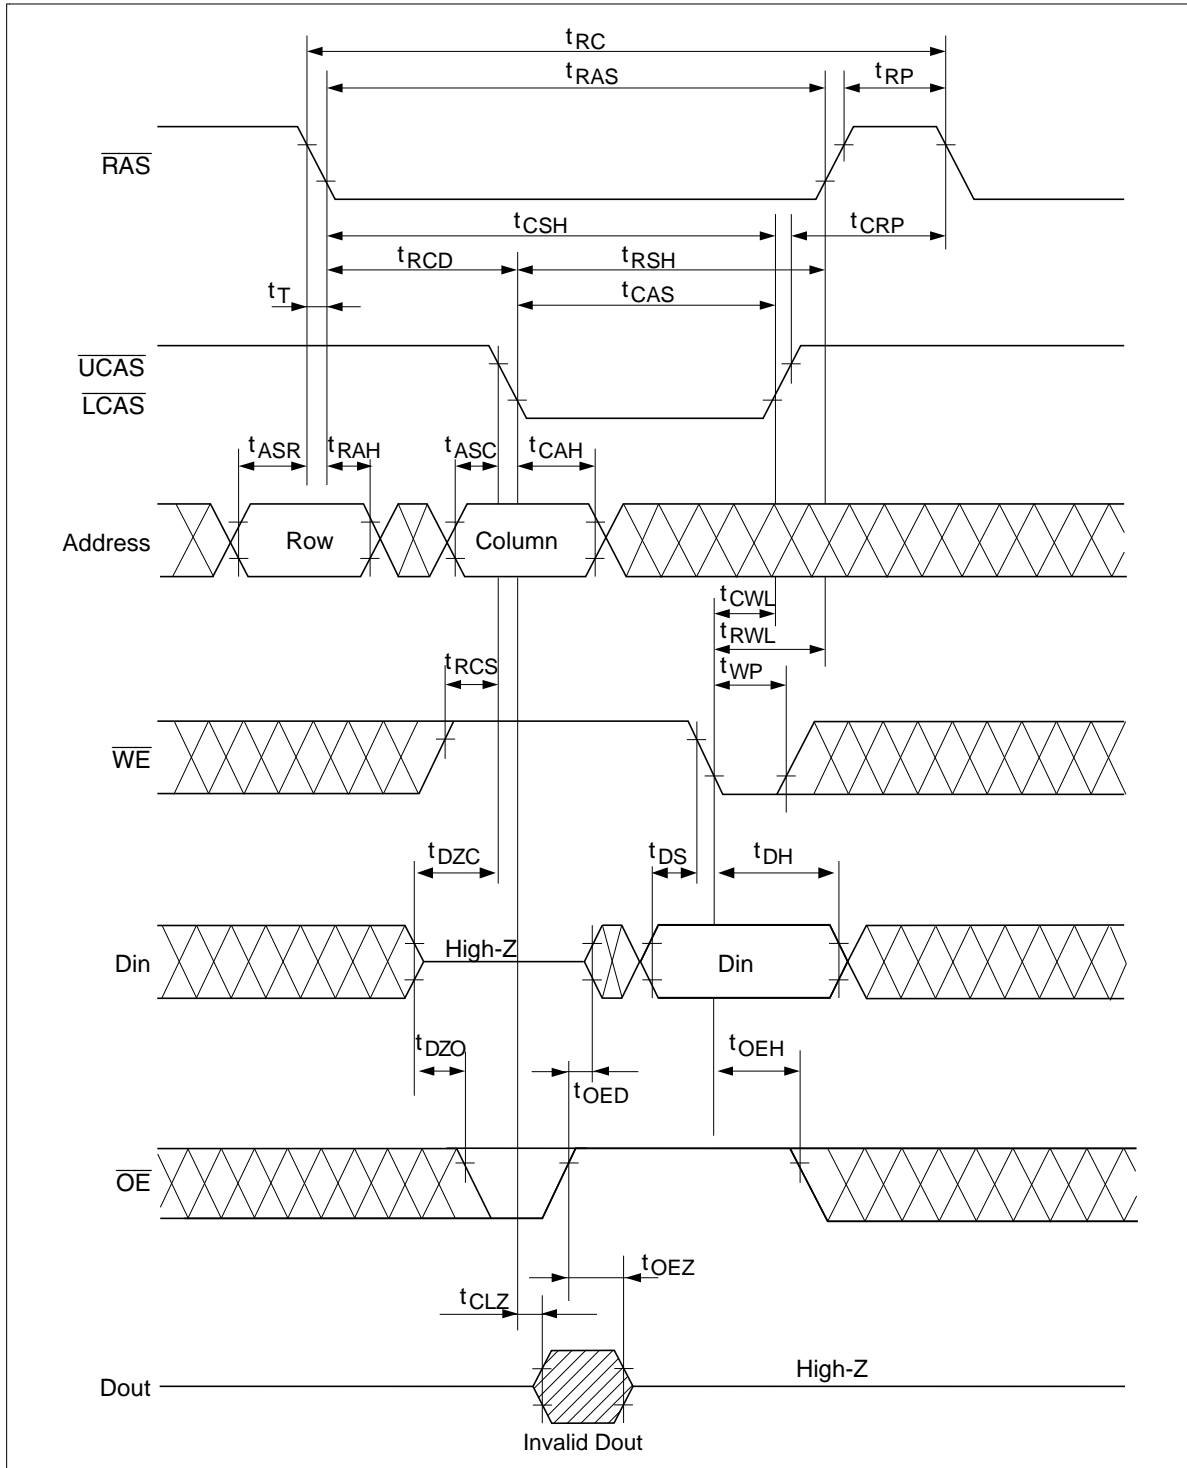 tRC
tRAS
tRP
RAS
tCSH
tCRP
tRCD
tRSH
tT
tCAS
UCAS
LCAS
tASR
tRAH
tASC
tCAH
Address
Row
Column
tCWL
tRWL
tRCS
tWP
WE
tDZC
tDS
tDH
High-Z
Din
Din
tDZO
tOEH
tOED
OE
tOEZ
tCLZ
High-Z
Dout
Invalid Dout